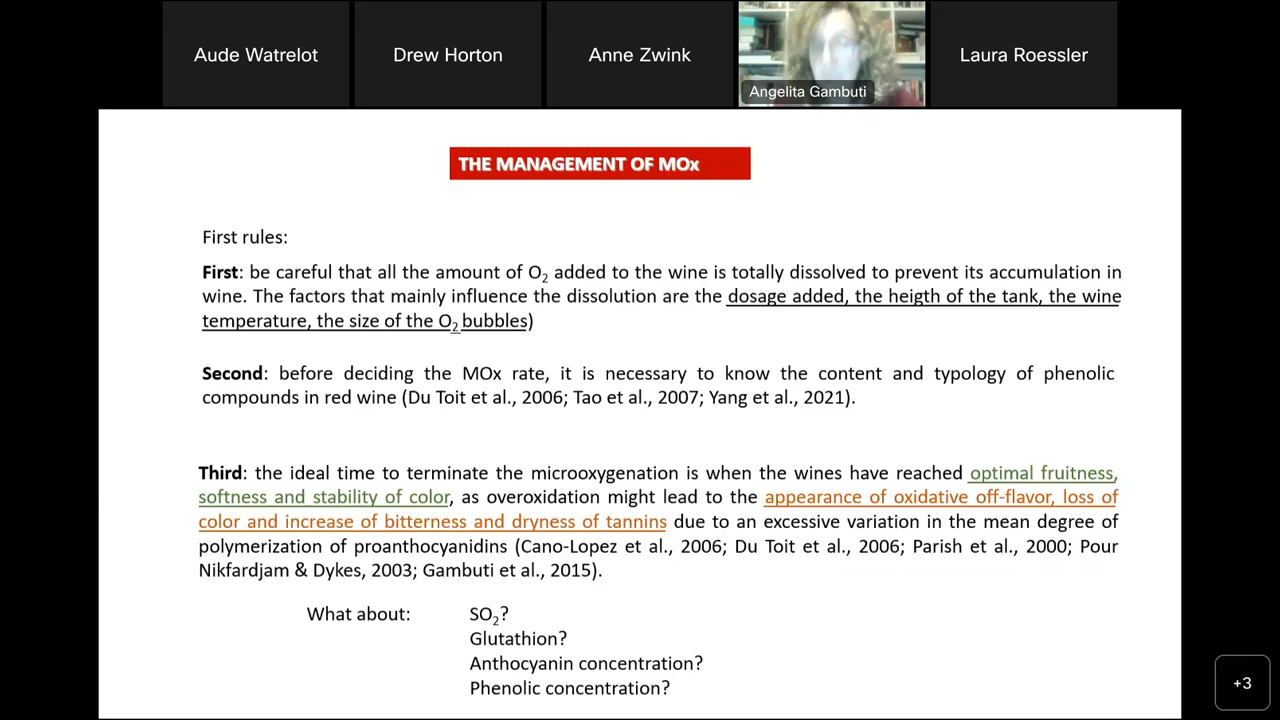 Aude Watrelot
Drew Horton
Anne Zwink
Angelita Gambuti
Laura Roessler
THE MANAGEMENT OF MOx
First rules:
First: be careful that all the amount of O2 added to the wine is totally dissolved to prevent its accumulation in
wine. The factors that mainly influence the dissolution are the dosage added, the heigth of the tank, the wine
temperature, the size of the O2 bubbles)
Second: before deciding the MOx rate, it is necessary to know the content and typology of phenolic
compounds in red wine (Du Toit et al., 2006; Tao et al., 2007; Yang et al., 2021).
Third: the ideal time to terminate the microoxygenation is when the wines have reached optimal fruitness,
softness and stability of color, as overoxidation might lead to the appearance of oxidative off-flavor, loss of
color and increase of bitterness and dryness of tannins due to an excessive variation in the mean degree of
polymerization of proanthocyanidins (Cano-Lopez et al., 2006; Du Toit et al., 2006; Parish et al., 2000; Pour
Nikfardjam & Dykes, 2003; Gambuti et al., 2015).
What about: SO2?
Glutathion?
Anthocyanin concentration?
Phenolic concentration?
+3